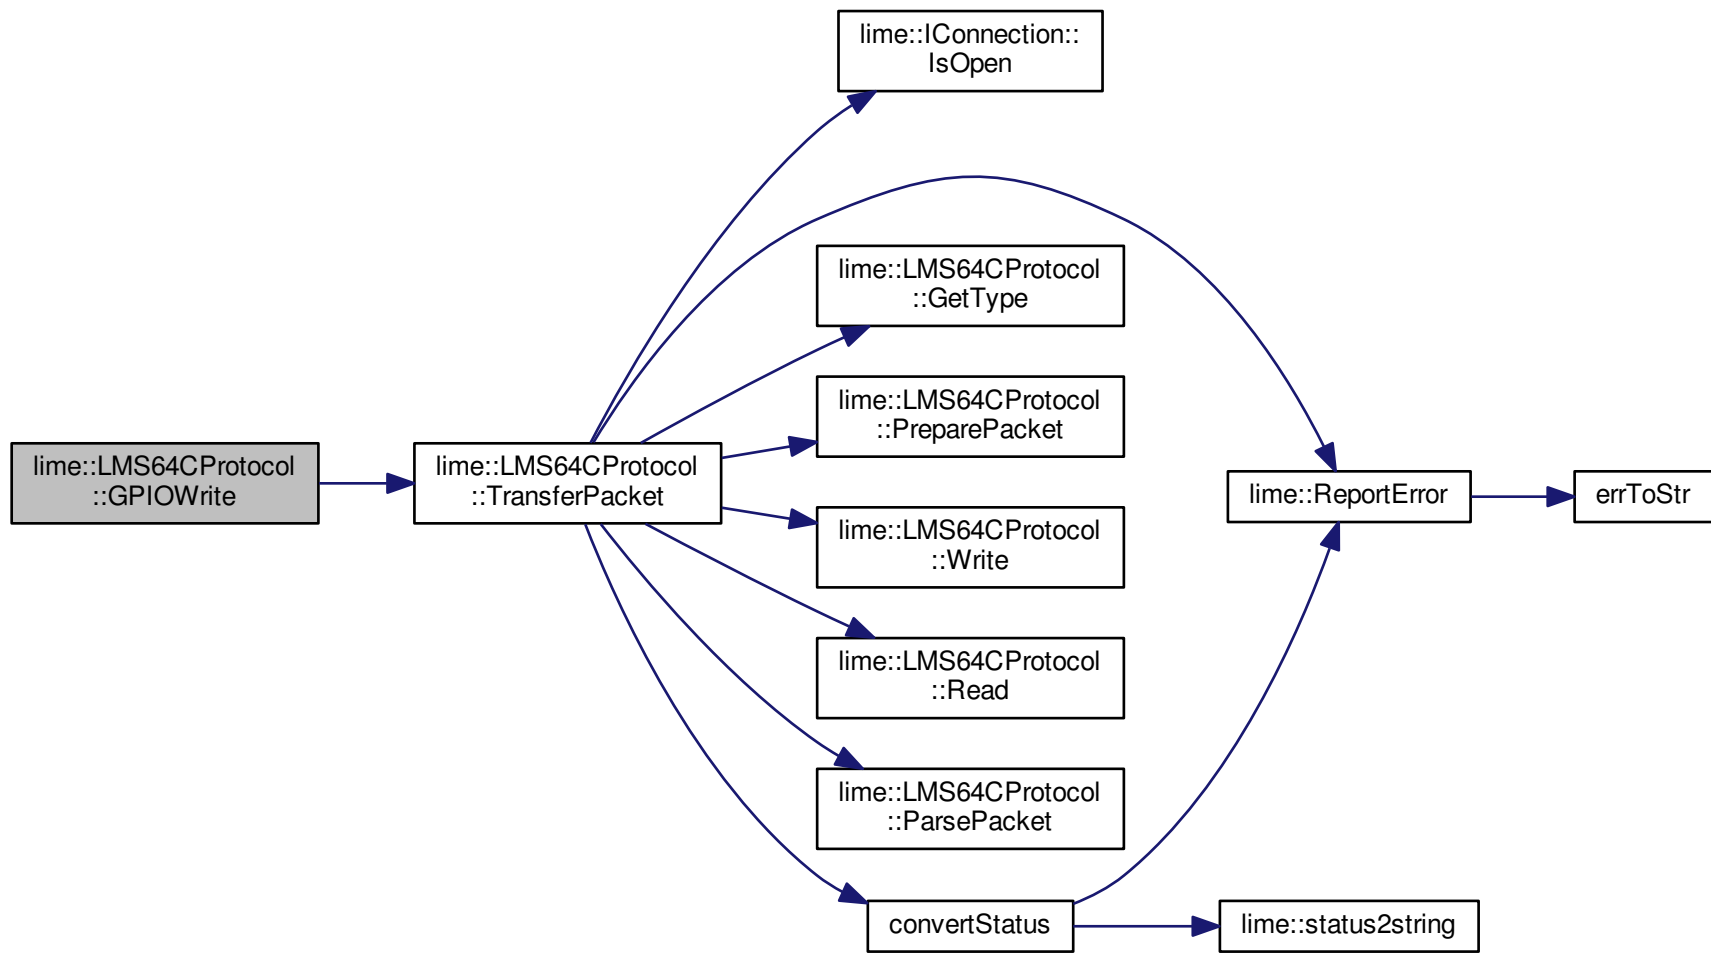 lime::IConnection::
IsOpen
lime::LMS64CProtocol
::GetType
lime::LMS64CProtocol
::PreparePacket
lime::LMS64CProtocol
::GPIOWrite
lime::LMS64CProtocol
::TransferPacket
lime::ReportError
errToStr
lime::LMS64CProtocol
::Write
lime::LMS64CProtocol
::Read
lime::LMS64CProtocol
::ParsePacket
convertStatus
lime::status2string